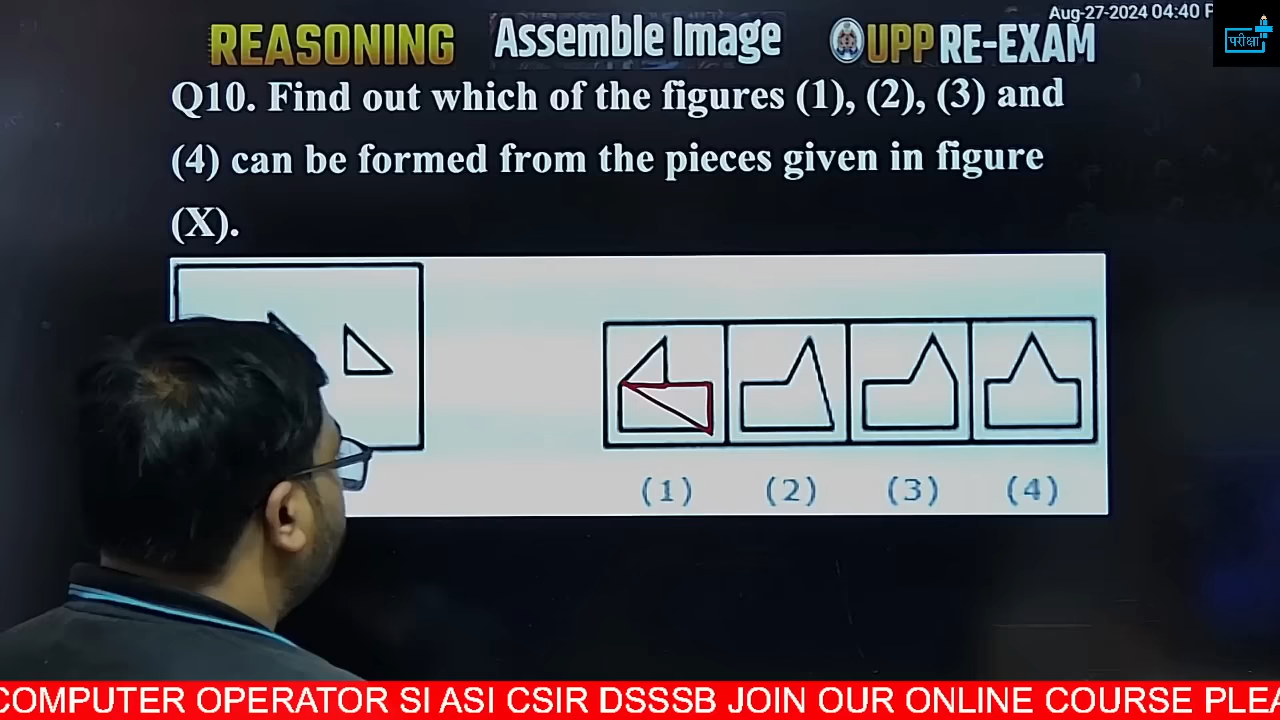 Aug-27-2024 04:40 P
परीक्षा
REASONING Assemble Image UPP RE-EXAM
Q10. Find out which of the figures (1), (2), (3) and
(4) can be formed from the pieces given in figure
(X).
(1) (2) (3) (4)
COMPUTER OPERATOR SI ASI CSIR DSSSB JOIN OUR ONLINE COURSE PLEA